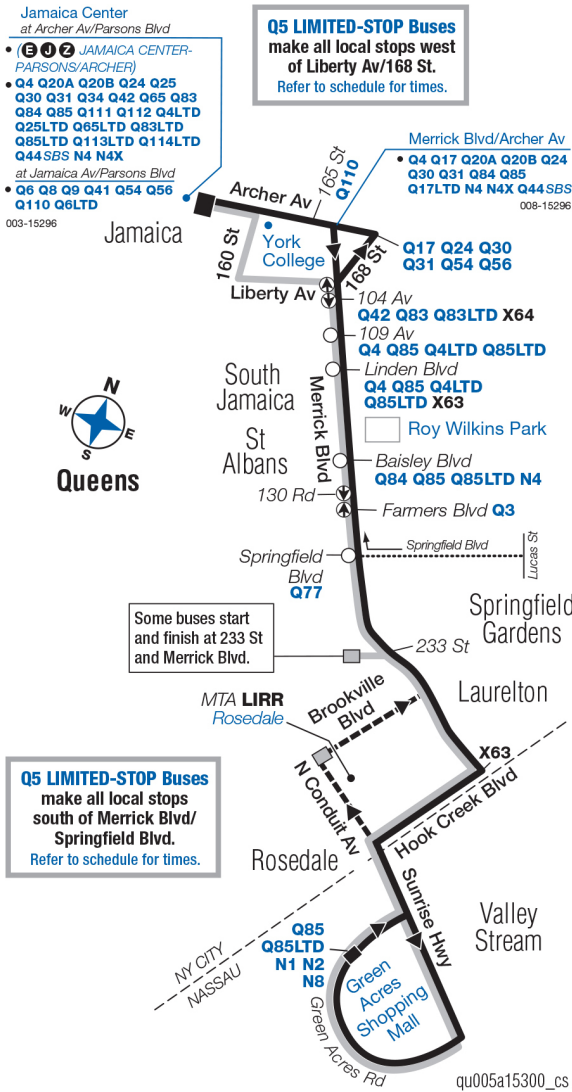 Jamaica Center
at Archer Av/Parsons Blvd
• (E J Z JAMAICA CENTER-
PARSONS/ARCHER)
• Q4 Q20A Q20B Q24 Q25
Q30 Q31 Q34 Q42 Q65 Q83
Q84 Q85 Q111 Q112 Q4LTD
Q25LTD Q65LTD Q83LTD
Q85LTD Q113LTD Q114LTD
Q44SBS N4 N4X
at Jamaica Av/Parsons Blvd
• Q6 Q8 Q9 Q41 Q54 Q56
Q110 Q6LTD
003-15296
Q5 LIMITED-STOP Buses
make all local stops west
of Liberty Av/168 St.
Refer to schedule for times.
Merrick Blvd/Archer Av
• Q4 Q17 Q20A Q20B Q24
Q30 Q31 Q84 Q85
Q17LTD N4 N4X Q44SBS
008-15296
165 St
Q110
Archer Av
Jamaica
160 St
York
College
168 St
Q17 Q24 Q30
Q31 Q54 Q56
Liberty Av
104 Av
Q42 Q83 Q83LTD X64
109 Av
Q4 Q85 Q4LTD Q85LTD
Linden Blvd
Q4 Q85 Q4LTD
Q85LTD X63
South
Jamaica
Merrick Blvd
Roy Wilkins Park
N
W
E
S
Queens
St
Albans
Baisley Blvd
Q84 Q85 Q85LTD N4
130 Rd
Farmers Blvd Q3
Springfield Blvd
Lucas St
Springfield
Blvd
Q77
Springfield
Gardens
Some buses start
and finish at 233 St
and Merrick Blvd.
233 St
Laurelton
MTA LIRR
Rosedale
Brookville
Blvd
X63
N Conduit Av
Hook Creek Blvd
Q5 LIMITED-STOP Buses
make all local stops
south of Merrick Blvd/
Springfield Blvd.
Refer to schedule for times.
Rosedale
Sunrise Hwy
Valley
Stream
Q85
Q85LTD
N1 N2
N8
NY CITY
NASSAU
Green
Acres
Shopping
Mall
Green Acres Rd
qu005a15300_cs